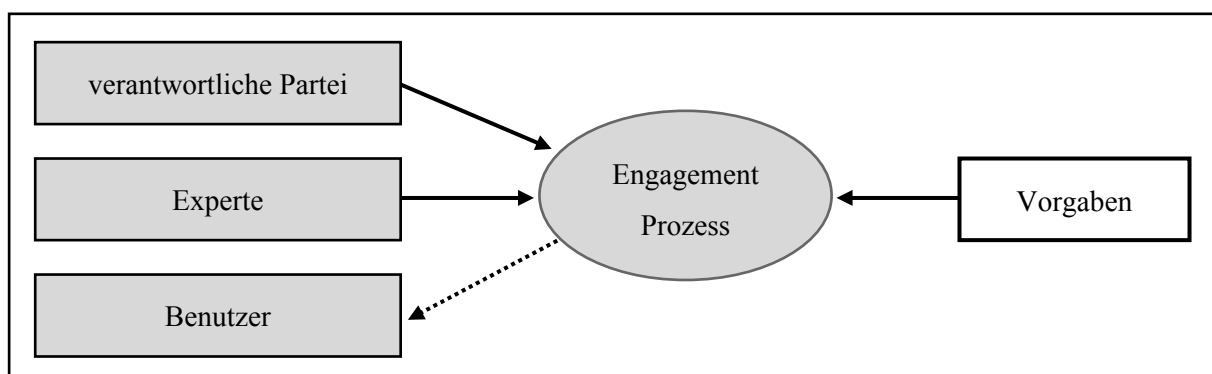 verantwortliche Partei
Experte
Benutzer
Engagement
Prozess
Vorgaben